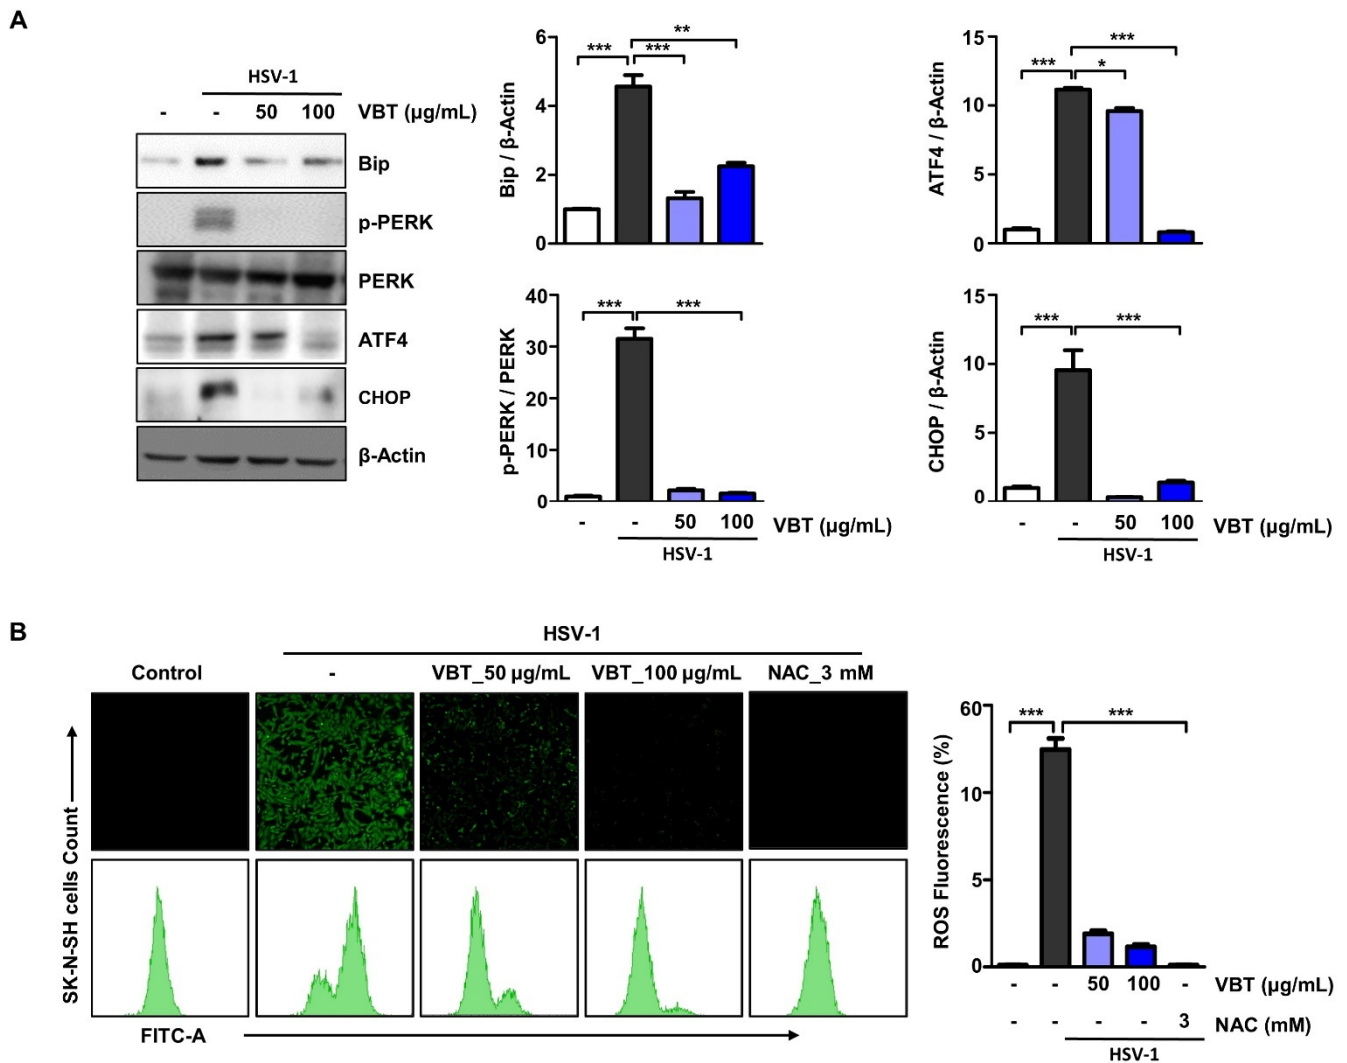 A
HSV-1
- - 50 100 VBT (µg/mL)
Bip
p-PERK
PERK
ATF4
CHOP
β-Actin
Bip / β-Actin
6
4
2
0
*** *** **
ATF4 / β-Actin
15
10
5
0
*** * ***
p-PERK / PERK
40
30
20
10
0
*** ***
- - 50 100 VBT (µg/mL)
HSV-1
CHOP / β-Actin
15
10
5
0
*** ***
- - 50 100 VBT (µg/mL)
HSV-1
B
HSV-1
Control - VBT_50 µg/mL VBT_100 µg/mL NAC_3 mM
SK-N-SH cells Count
FITC-A
ROS Fluorescence (%)
60
10
5
0
*** ***
- - 50 100 - VBT (µg/mL)
- - - - 3 NAC (mM)
HSV-1